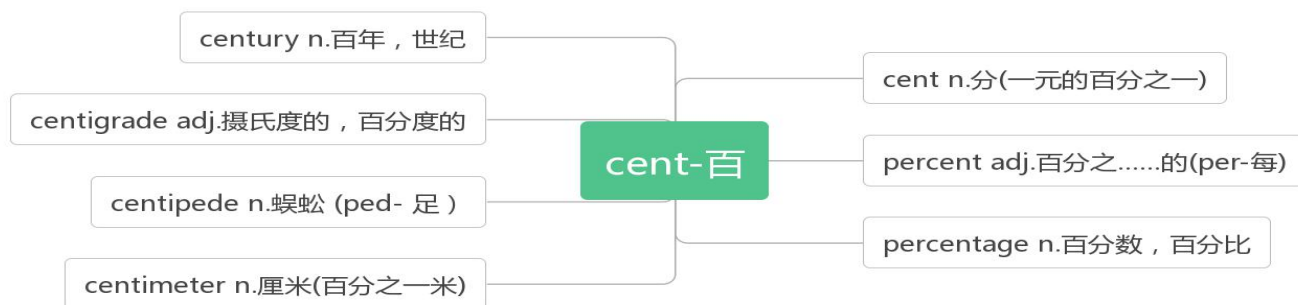 century n.百年，世纪
centigrade adj.摄氏度的，百分度的
centipede n.蜈蚣 (ped- 足 )
centimeter n.厘米(百分之一米)
cent-百
cent n.分(一元的百分之一)
percent adj.百分之......的(per-每)
percentage n.百分数，百分比